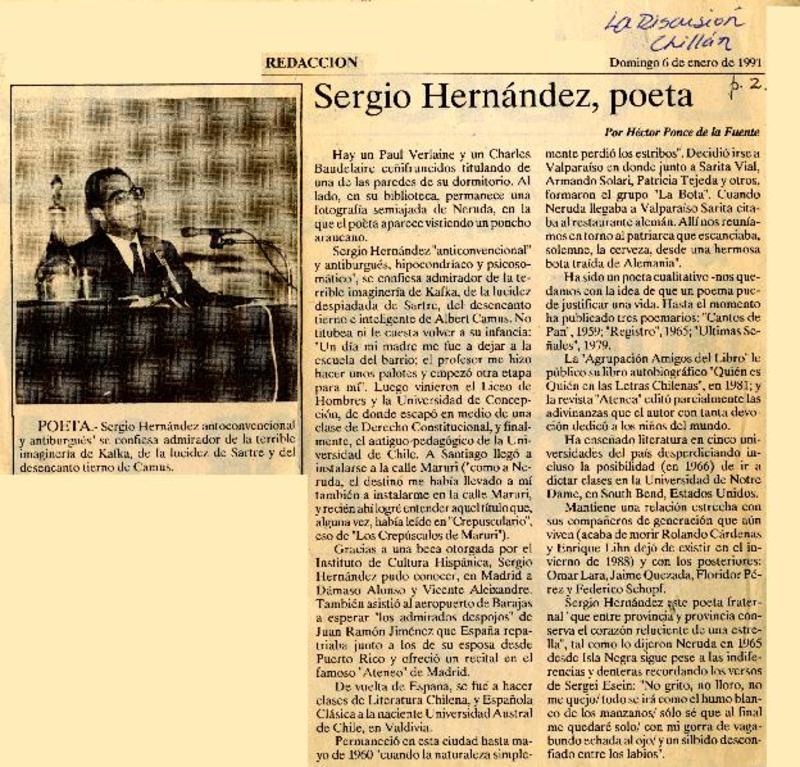 La Discusión
Chillán
REDACCION
Domingo 6 de enero de 1991
p. 2.
Sergio Hernández, poeta
Por Héctor Ponce de la Fuente
POETA.- Sergio Hernández antoconvencional
y antiburgués' se confiesa admirador de la terrible
imaginería de Kafka, de la lucidez de Sartre y del
desencanto tierno de Camus.
Hay un Paul Verlaine y un Charles
Baudelaire ceñifruncidos titulando de
una de las paredes de su dormitorio. Al
lado, en su biblioteca, permanece una
fotografía semiajada de Neruda, en la
que el poeta aparece vistiendo un poncho
araucano.
Sergio Hernández "anticonvencional"
y antiburgués, hipocondríaco y psicoso-
mático", se confiesa admirador de la te-
rrible imaginería de Kafka, de la lucidez
despiadada de Sartre, del desencanto
tierno e inteligente de Albert Camus. No
titubea ni le cuesta volver a su infancia:
"Un día mi madre me fue a dejar a la
escuela del barrio; el profesor me hizo
hacer unos palotes y empezó otra etapa
para mí". Luego vinieron el Liceo de
Hombres y la Universidad de Concep-
ción, de donde escapó en medio de una
clase de Derecho Constitucional, y final-
mente, el antiguo pedagógico de la Uni-
versidad de Chile. A Santiago llegó a
instalarse a la calle Maruri ("como a Ne-
ruda, el destino me había llevado a mí
también a instalarme en la calle Maruri,
y recién ahí logré entender aquel título que,
alguna vez, había leído en "Crepusculario",
eso de "Los Crepúsculos de Maruri").
Gracias a una beca otorgada por el
Instituto de Cultura Hispánica, Sergio
Hernández pudo conocer, en Madrid a
Dámaso Alonso y Vicente Aleixandre.
También asistió al aeropuerto de Barajas
a esperar "los admirados despojos" de
Juan Ramón Jiménez que España repa-
triaba junto a los de su esposa desde
Puerto Rico y ofreció un recital en el
famoso "Ateneo" de Madrid.
De vuelta de España, se fue a hacer
clases de Literatura Chilena, y Española
Clásica a la naciente Universidad Austral
de Chile, en Valdivia.
Permaneció en esta ciudad hasta ma-
yo de 1960 "cuando la naturaleza simple-
mente perdió los estribos". Decidió irse a
Valparaíso en donde junto a Sarita Vial,
Armando Solari, Patricia Tejeda y otros,
formaron el grupo "La Bota". Cuando
Neruda llegaba a Valparaíso Sarita cita-
ba al restaurante alemán. Allí nos reunía-
mos en torno al patriarca que escanciaba,
solemne, la cerveza, desde una hermosa
bota traída de Alemania".
Ha sido un poeta cualitativo -nos que-
damos con la idea de que un poema pue-
de justificar una vida. Hasta el momento
ha publicado tres poemarios: "Cantos de
Pan", 1959; "Registro", 1965; "Ultimas Se-
ñales", 1979.
La "Agrupación Amigos del Libro" le
publico su libro autobiográfico "Quién es
Quién en las Letras Chilenas", en 1981; y
la revista "Atenea" editó parcialmente las
adivinanzas que el autor con tanta devo-
ción dedicó a los niños del mundo.
Ha enseñado literatura en cinco uni-
versidades del país desperdiciando in-
cluso la posibilidad (en 1966) de ir a
dictar clases en la Universidad de Notre
Dame, en South Bend, Estados Unidos.
Mantiene una relación estrecha con
sus compañeros de generación que aún
viven (acaba de morir Rolando Cárdenas
y Enrique Lihn dejó de existir en el in-
vierno de 1988) y con los posteriores:
Omar Lara, Jaime Quezada, Floridor Pé-
rez y Federico Schopf.
Sergio Hernández este poeta frater-
nal "que entre provincia y provincia con-
serva el corazón reluciente de una estre-
lla", tal como lo dijeron Neruda en 1965
desde Isla Negra sigue pese a las indife-
rencias y denteras recordando los versos
de Sergei Esein: "No grito, no lloro, no
me quejo/ todo se irá como el humo blan-
co de los manzanos/ sólo sé que al final
me quedaré solo/ con mi gorra de vaga-
bundo echada al ojo/ y un silbido descon-
fiado entre los labios".